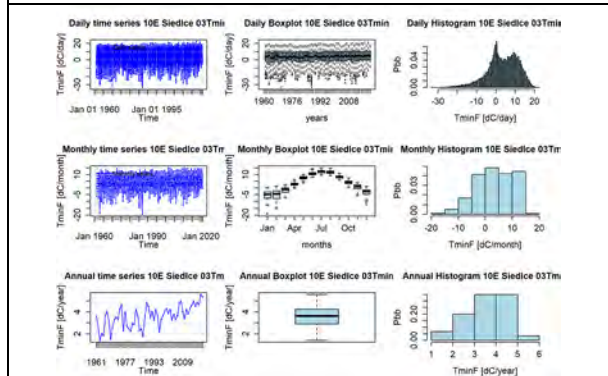 Daily time series 10E Siedlce 03Tmin
Daily Boxplot 10E Siedlce 03Tmin
Daily Histogram 10E Siedlce 03Tmi
TminF [dC/day]
20
0
-30
Jan 01 1960 Jan 01 1995
Time
TminF [dC/day]
20
0
-30
1960 1976 1992 2008
years
Pbb
0.04
0.00
-30 -10 0 10 20
TminF [dC/day]
Monthly time series 10E Siedlce 03Tm
Monthly Boxplot 10E Siedlce 03Tmin
Monthly Histogram 10E Siedlce 03Tm
TminF [dC/month]
10
-5
Jan 1960 Jan 1990 Jan 2020
Time
TminF [dC/month]
10
-5
Jan Apr Jul Oct
months
Pbb
0.03
0.00
-20 -10 0 10 20
TminF [dC/month]
Annual time series 10E Siedlce 03Tm
Annual Boxplot 10E Siedlce 03Tmin
Annual Histogram 10E Siedlce 03Tmi
TminF [dC/year]
4
2
1961 1977 1993 2009
Time
TminF [dC/year]
4
2
Pbb
0.20
0.00
1 2 3 4 5 6
TminF [dC/year]